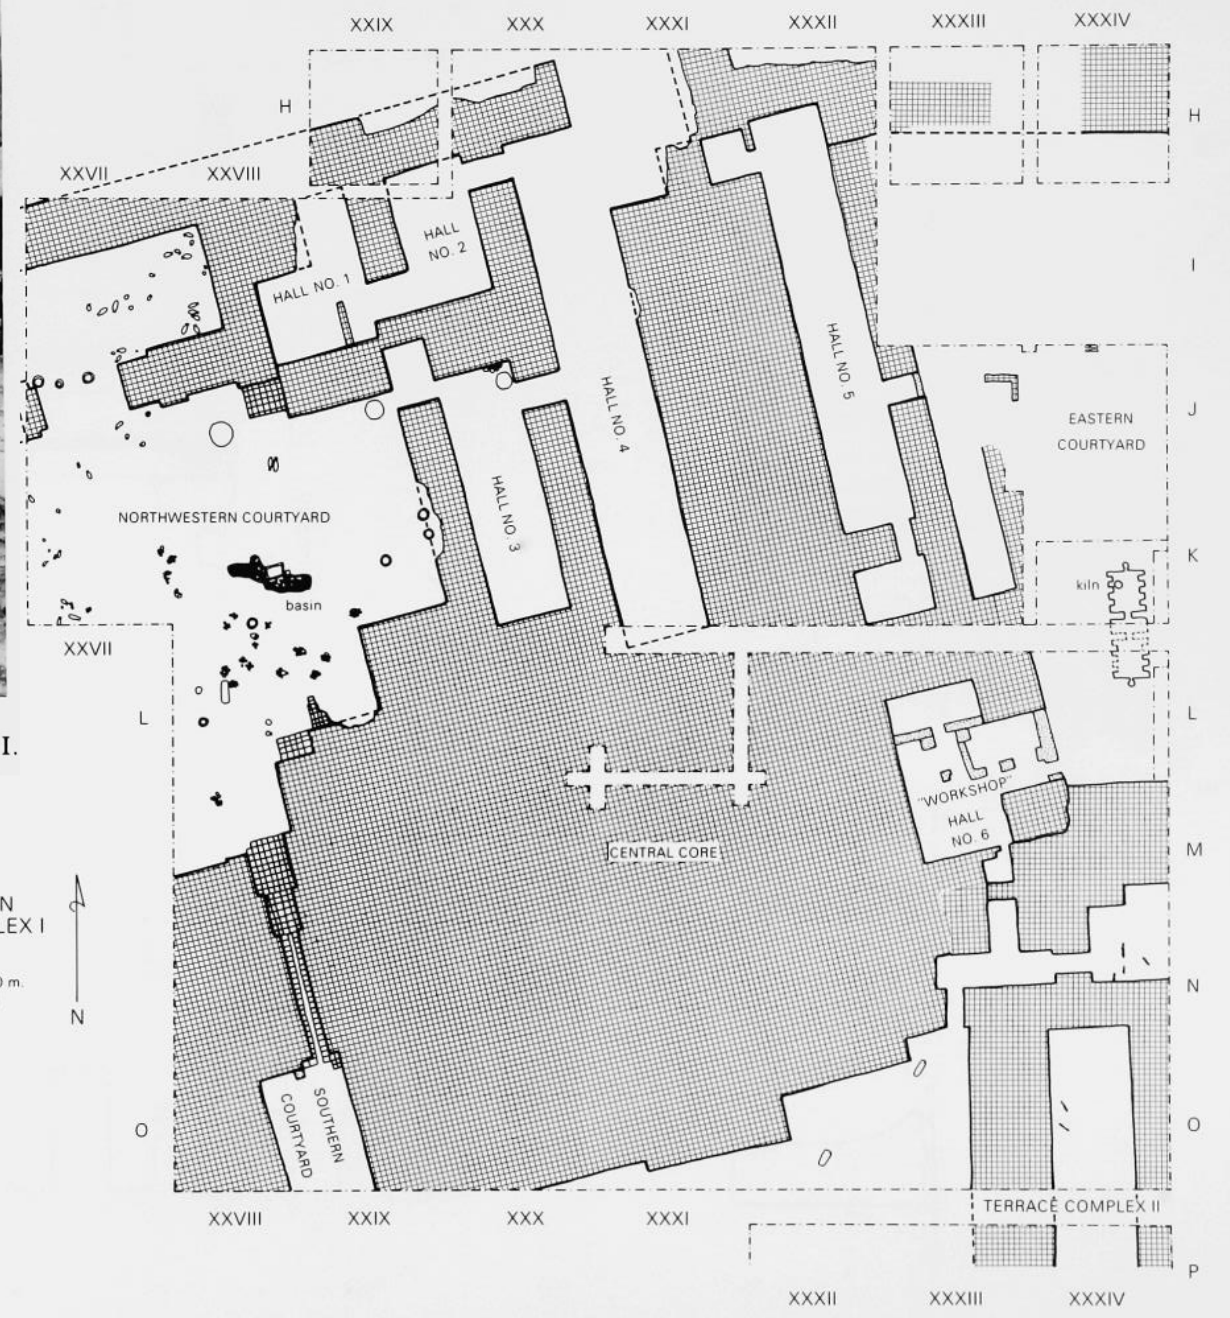 XXIX XXX XXXI XXXII XXXIII XXXIV
H
H
XXVII XXVIII
HALL
NO. 2
HALL NO. 1
I
HALL NO. 5
HALL NO. 4
J
EASTERN
COURTYARD
HALL NO. 3
NORTHWESTERN COURTYARD
K
kiln
basin
XXVII
L
L
I.
"WORKSHOP"
HALL
NO. 6
CENTRAL CORE
M
N
LEX I
0 m.
N
N
SOUTHERN
COURTYARD
O
O
TERRACE COMPLEX II
XXVIII XXIX XXX XXXI
P
XXXII XXXIII XXXIV